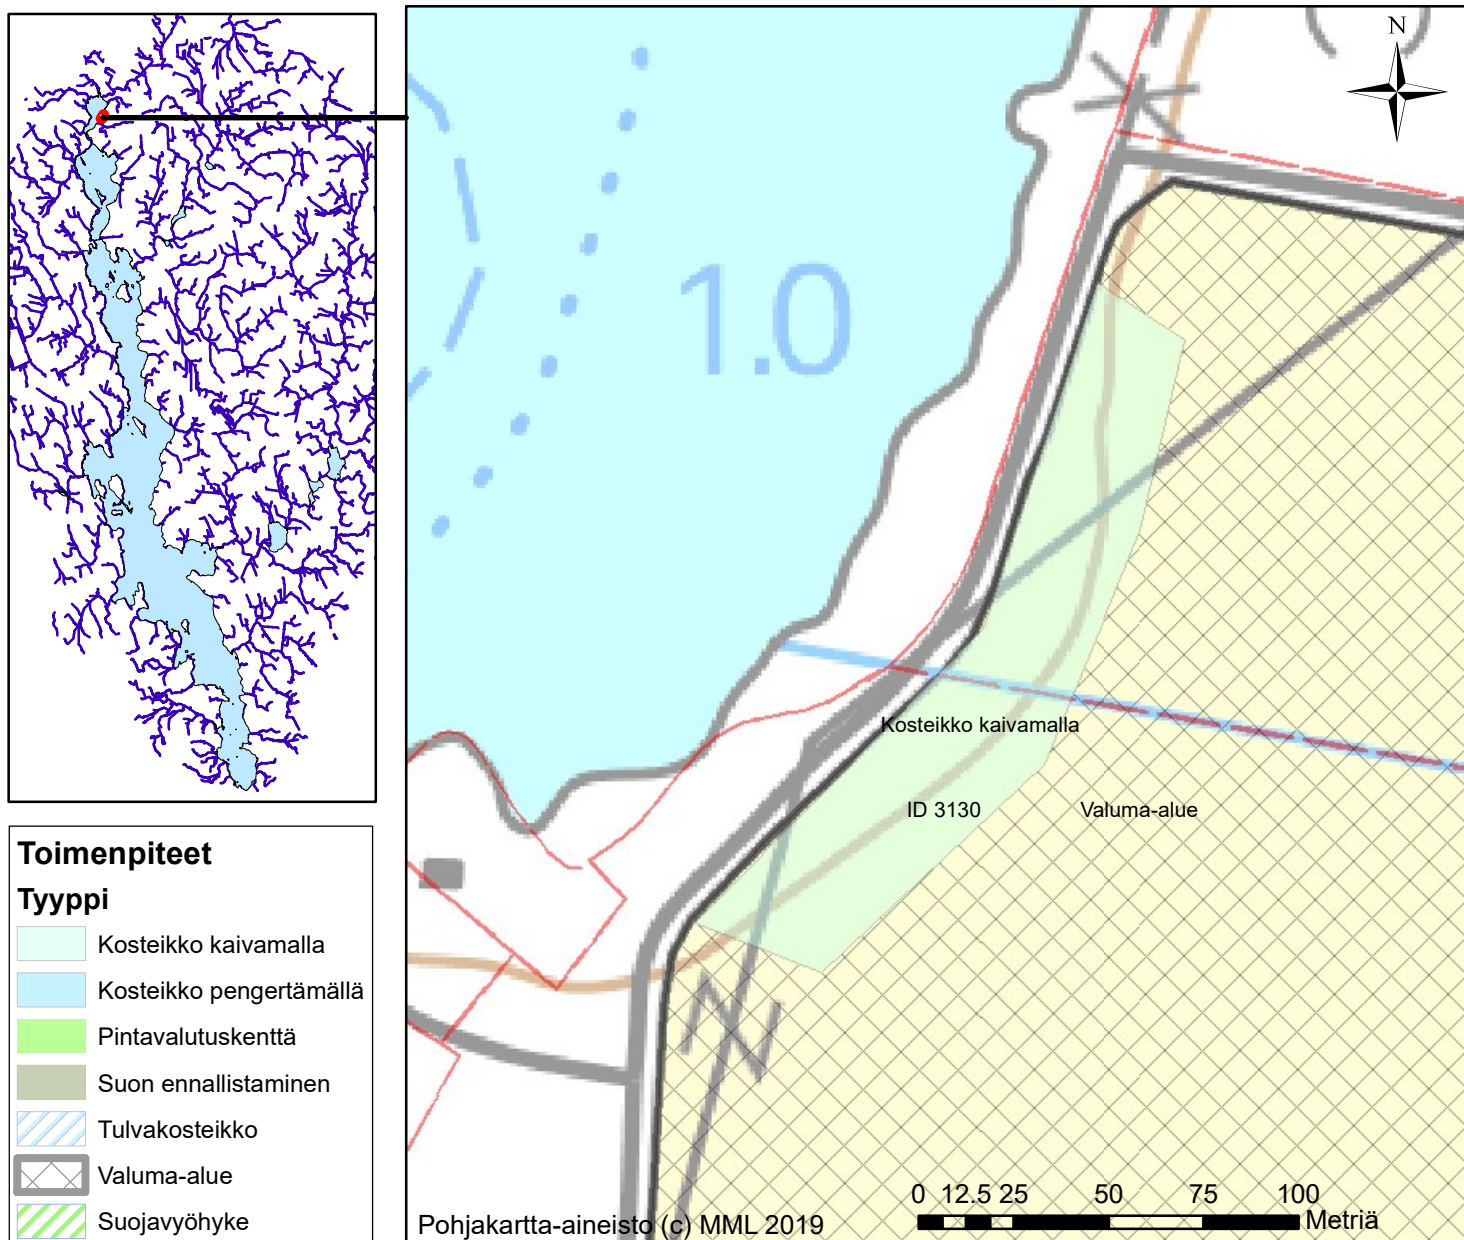 N
1.0
Kosteikko kaivamalla
ID 3130
Valuma-alue
Toimenpiteet
Tyyppi
Kosteikko kaivamalla
Kosteikko pengertämällä
Pintavalutuskenttä
Suon ennallistaminen
Tulvakosteikko
Valuma-alue
Suojavyöhyke
0 12.5 25 50 75 100
Metriä
Pohjakartta-aineisto (c) MML 2019